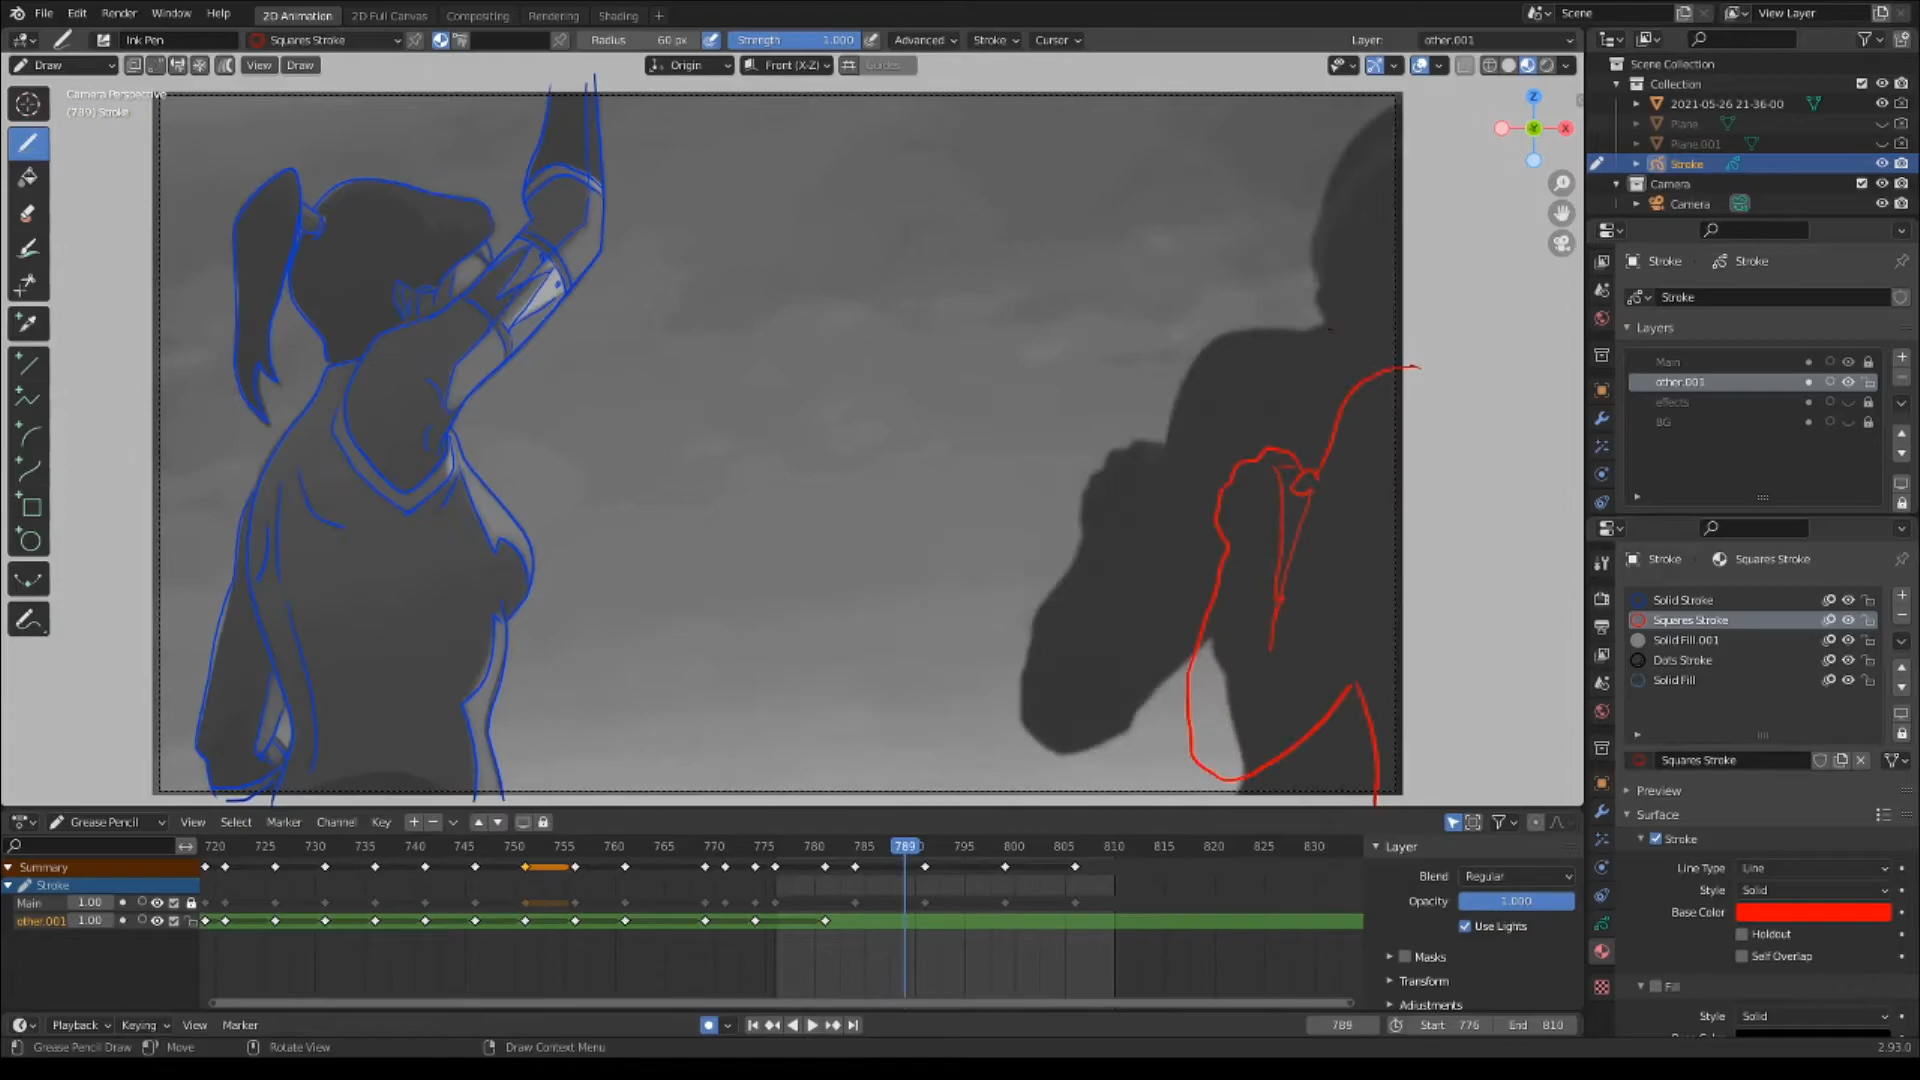 File Edit Render Window Help 2D Animation 2D Full Canvas Compositing Rendering Shading + Scene View Layer
Ink Pen Squares Stroke Radius 60 px Strength 1.000 Advanced Stroke Cursor Layer: other.001
Draw View Draw Origin Front (X-Z) Guides
Camera Perspective
(789) Stroke
Z
Y
X
Scene Collection
Collection
2021-05-26 21-36-00
Plane
Plane.001
Stroke
Camera
Camera
Stroke Stroke
Stroke
Layers
Main
other.001
effects
BG
Stroke Squares Stroke
Solid Stroke
Squares Stroke
Solid Fill.001
Dots Stroke
Solid Fill
Squares Stroke
Preview
Surface
Stroke
Line Type Line
Style Solid
Base Color
Holdout
Self Overlap
Fill
Style Solid
Grease Pencil View Select Marker Channel Key
720 725 730 735 740 745 750 755 760 765 770 775 780 785 789 795 800 805 810 815 820 825 830
Summary
Stroke
Main 1.00
other.001 1.00
Layer
Blend Regular
Opacity 1.000
Use Lights
Masks
Transform
Adjustments
Playback Keying View Marker 789 Start 776 End 810
Grease Pencil Draw Move Rotate View Draw Context Menu 2.93.0